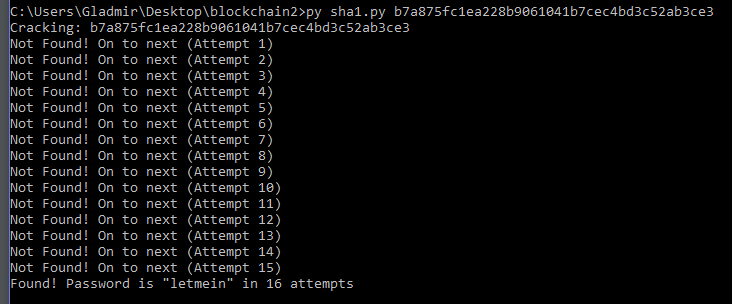 C:\Users\Gladmir\Desktop\blockchain2>py sha1.py b7a875fc1ea228b9061041b7cec4bd3c52ab3ce3
Cracking: b7a875fc1ea228b9061041b7cec4bd3c52ab3ce3
Not Found! On to next (Attempt 1)
Not Found! On to next (Attempt 2)
Not Found! On to next (Attempt 3)
Not Found! On to next (Attempt 4)
Not Found! On to next (Attempt 5)
Not Found! On to next (Attempt 6)
Not Found! On to next (Attempt 7)
Not Found! On to next (Attempt 8)
Not Found! On to next (Attempt 9)
Not Found! On to next (Attempt 10)
Not Found! On to next (Attempt 11)
Not Found! On to next (Attempt 12)
Not Found! On to next (Attempt 13)
Not Found! On to next (Attempt 14)
Not Found! On to next (Attempt 15)
Found! Password is "letmein" in 16 attempts